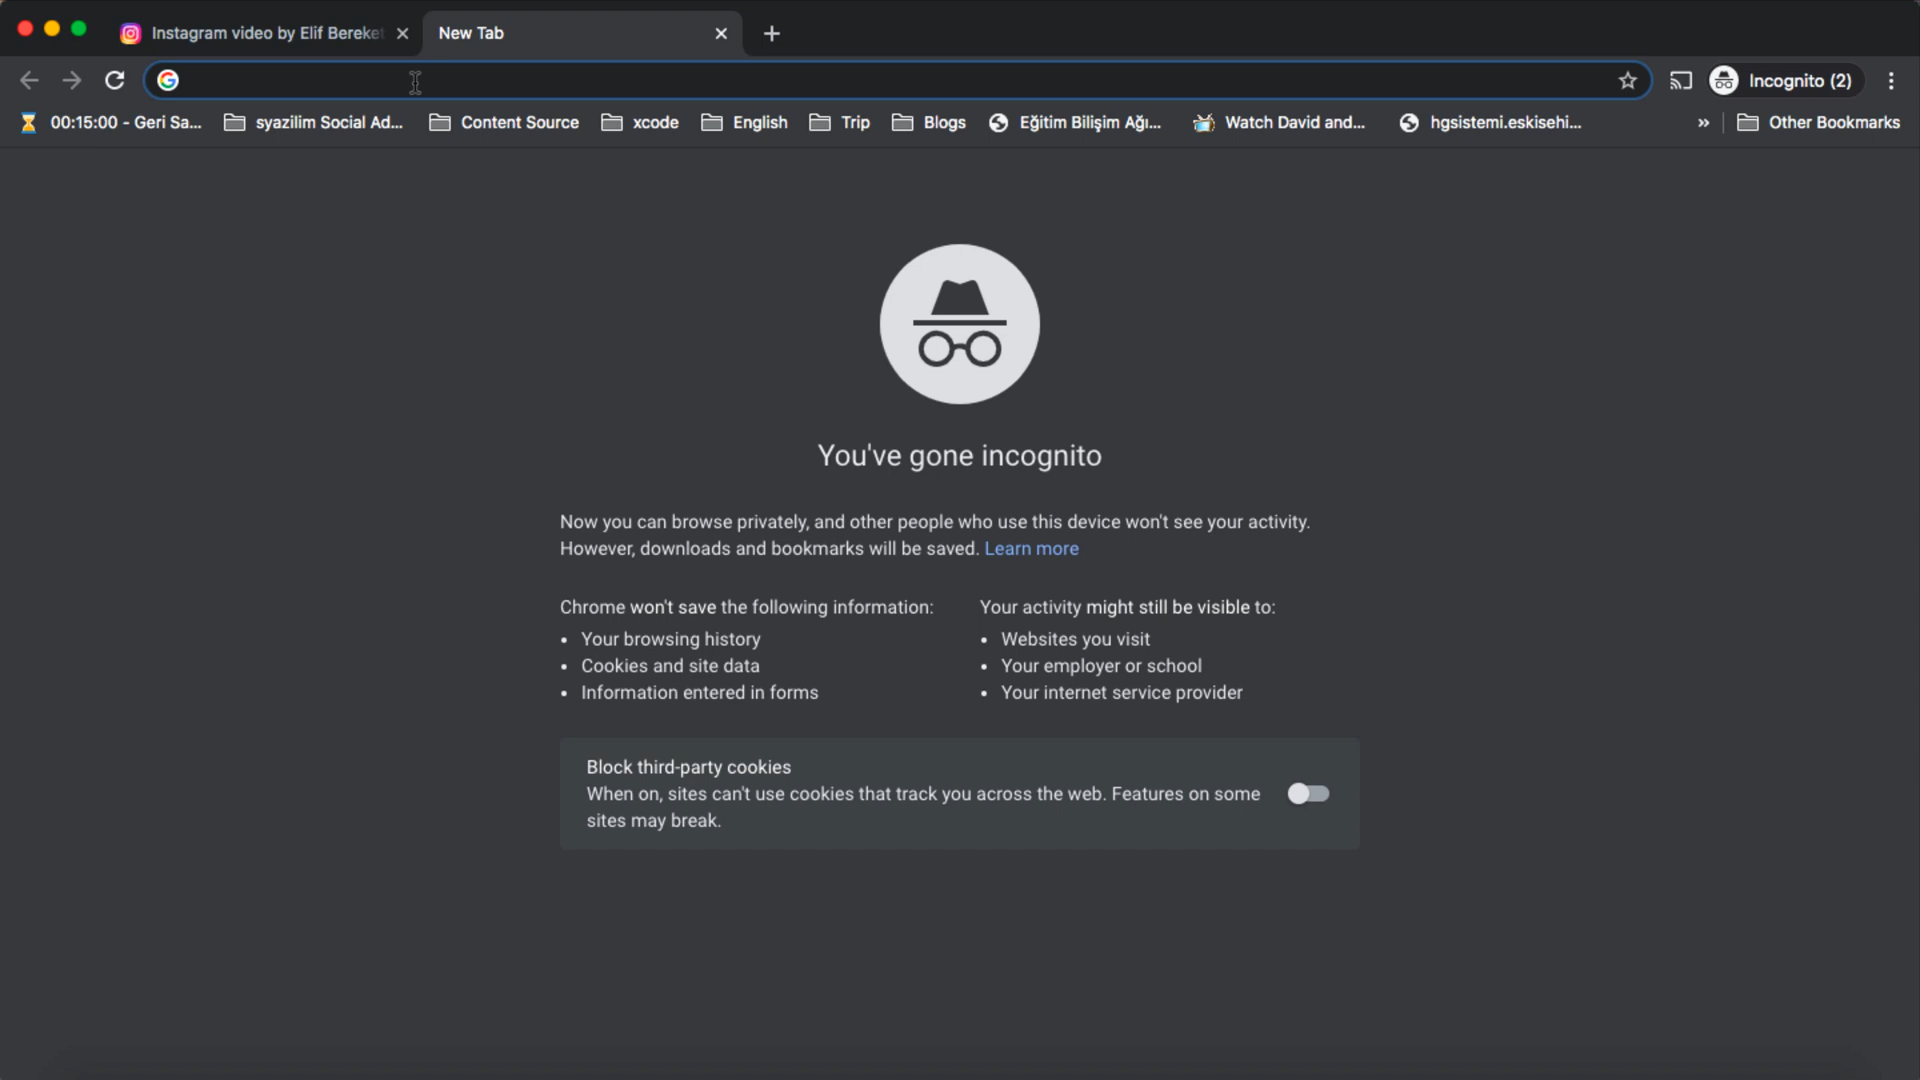 Instagram video by Elif Bereket
New Tab
Incognito (2)
00:15:00 - Geri Sa...
syazilim Social Ad...
Content Source
xcode
English
Trip
Blogs
Eğitim Bilişim Ağı...
Watch David and...
hgsistemi.eskisehi...
»
Other Bookmarks
You've gone incognito
Now you can browse privately, and other people who use this device won't see your activity.
However, downloads and bookmarks will be saved. Learn more
Chrome won't save the following information:
• Your browsing history
• Cookies and site data
• Information entered in forms
Your activity might still be visible to:
• Websites you visit
• Your employer or school
• Your internet service provider
Block third-party cookies
When on, sites can't use cookies that track you across the web. Features on some
sites may break.